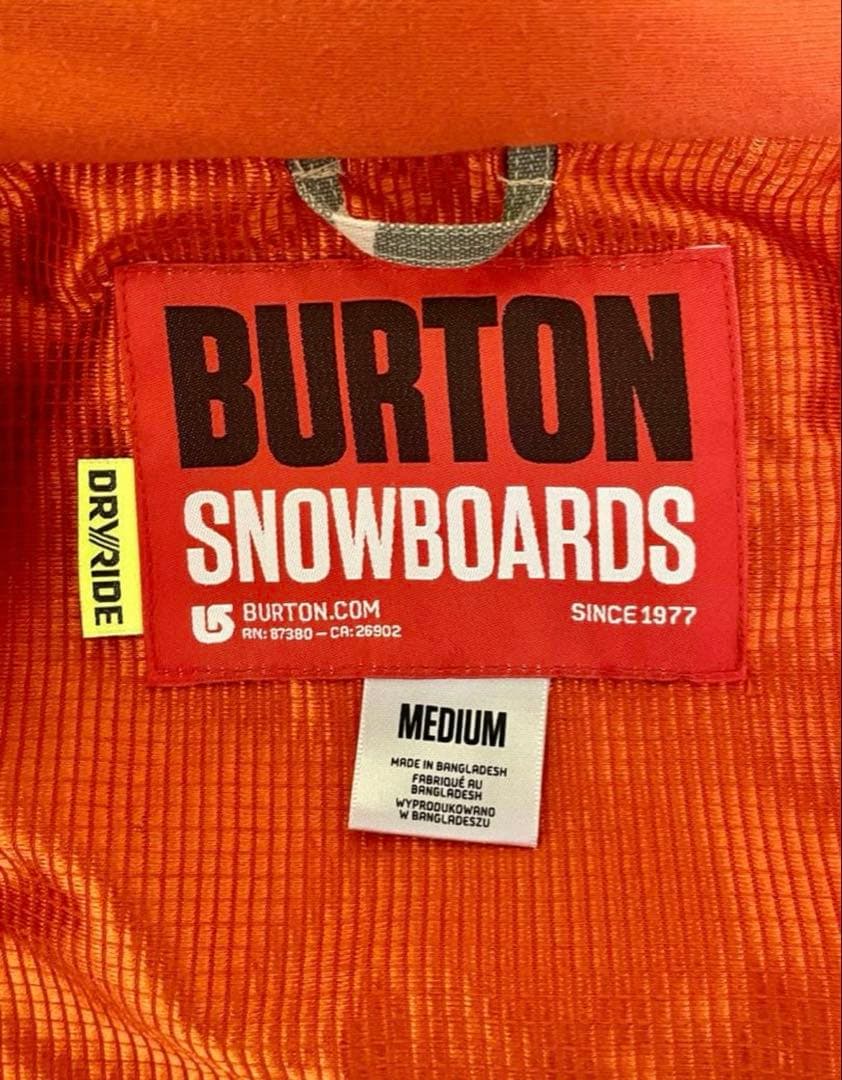 BURTON
SNOWBOARDS
BURTON.COM
RN: 87380 – CA: 26902
SINCE 1977
DRY//RIDE
MEDIUM
MADE IN BANGLADESH
FABRIQUÉ AU
BANGLADESH
WYPRODUKOWANO
W BANGLADESZU